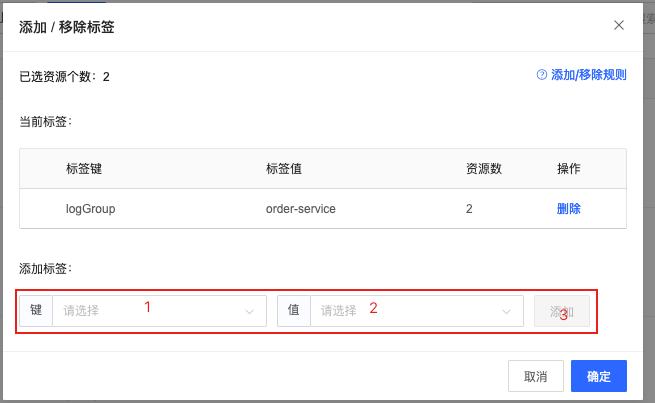 添加 / 移除标签
已选资源个数：2
添加/移除规则
当前标签：
标签键 标签值 资源数 操作
logGroup order-service 2 删除
添加标签：
键 请选择 1 值 请选择 2 添加 3
取消 确定